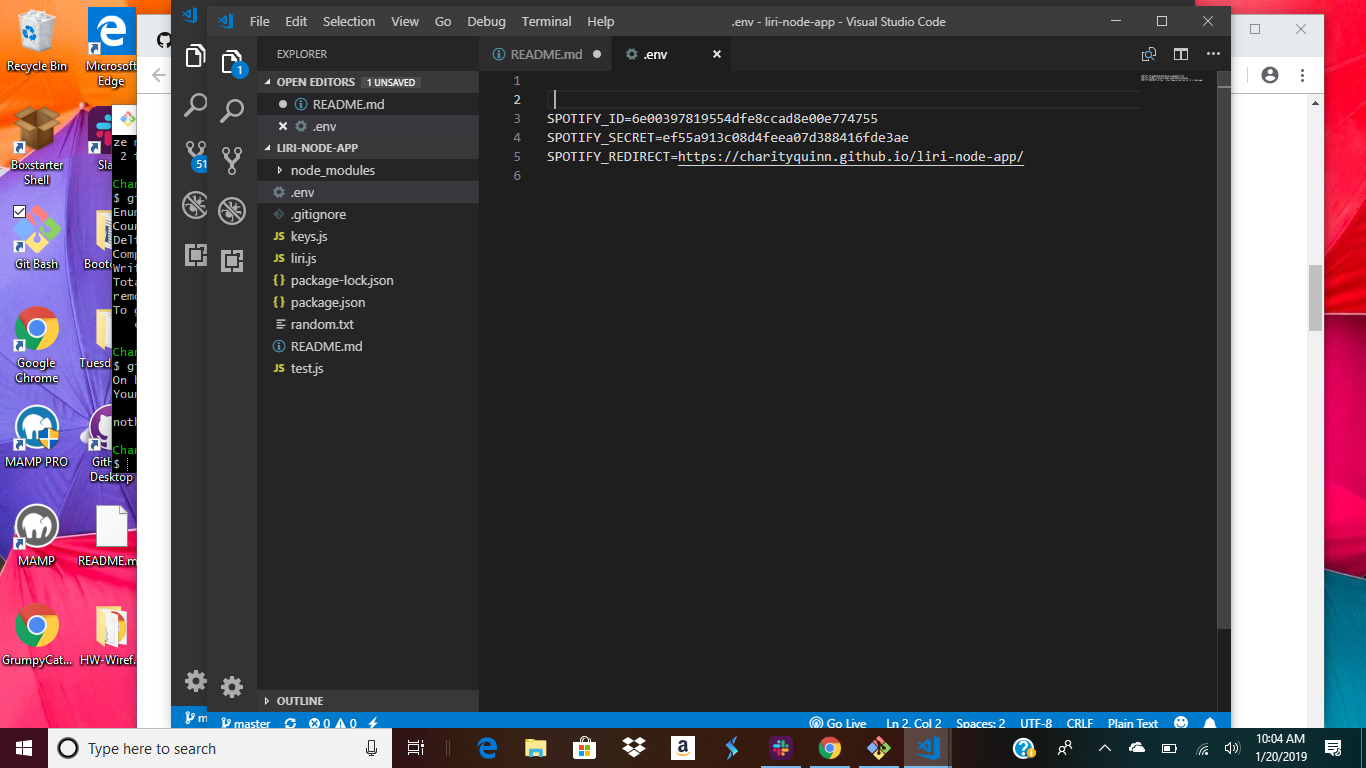 File Edit Selection View Go Debug Terminal Help
.env - liri-node-app - Visual Studio Code
EXPLORER
OPEN EDITORS 1 UNSAVED
README.md
.env
LIRI-NODE-APP
node_modules
.env
.gitignore
keys.js
liri.js
package-lock.json
package.json
random.txt
README.md
test.js
OUTLINE
README.md
.env
1
2
3 SPOTIFY_ID=6e00397819554dfe8ccad8e00e774755
4 SPOTIFY_SECRET=ef55a913c08d4feea07d388416fde3ae
5 SPOTIFY_REDIRECT=https://charityquinn.github.io/liri-node-app/
6
1
51
master
0 0
Go Live
Ln 2, Col 2
Spaces: 2
UTF-8
CRLF
Plain Text
Recycle Bin
Microsoft Edge
Boxstarter Shell
Git Bash
Google Chrome
MAMP PRO
Desktop
MAMP
README.m
GrumpyCat...
HW-Wiref.
Type here to search
10:04 AM
1/20/2019